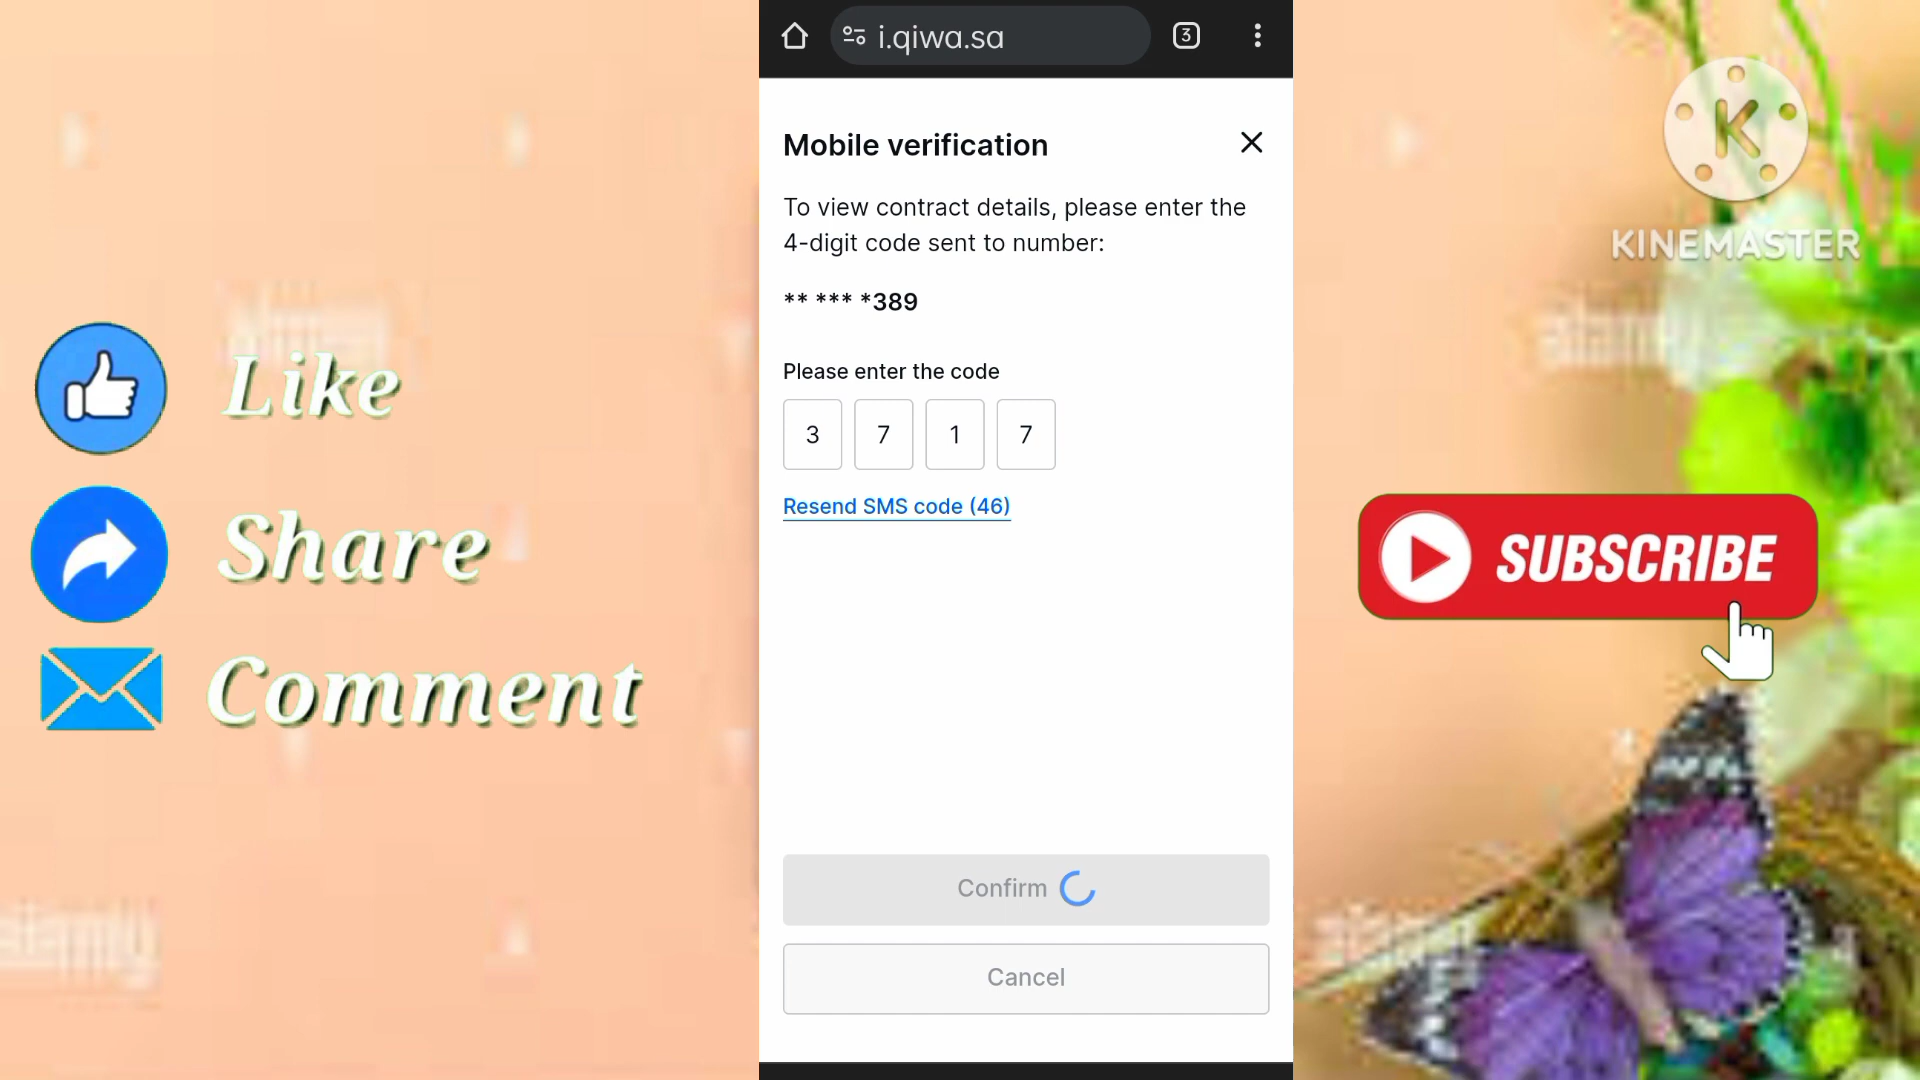 i.qiwa.sa
3
Mobile verification
To view contract details, please enter the
4-digit code sent to number:
** *** *389
Please enter the code
3 7 1 7
Resend SMS code (46)
Confirm
Cancel
Like
Share
Comment
K
KINEMASTER
SUBSCRIBE